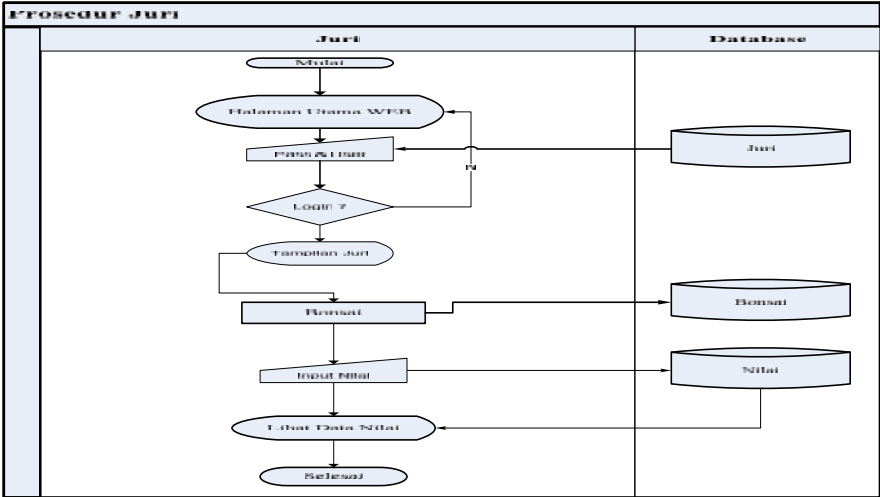 Prosedur Juri
Juri
Database
Mulai
Halaman Utama WEB
Pass & User
Juri
N
Login ?
Tampilan Juri
Bonsai
Bonsai
Input Nilai
Nilai
Lihat Data Nilai
Selesai